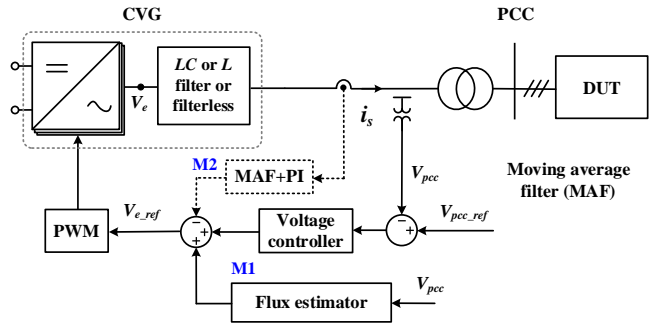 CVG
PCC
LC or L
filter or
filterless
V_e
i_s
DUT
M2
MAF+PI
V_pcc
Moving average
filter (MAF)
V_e_ref
PWM
Voltage
controller
V_pcc_ref
M1
Flux estimator
V_pcc